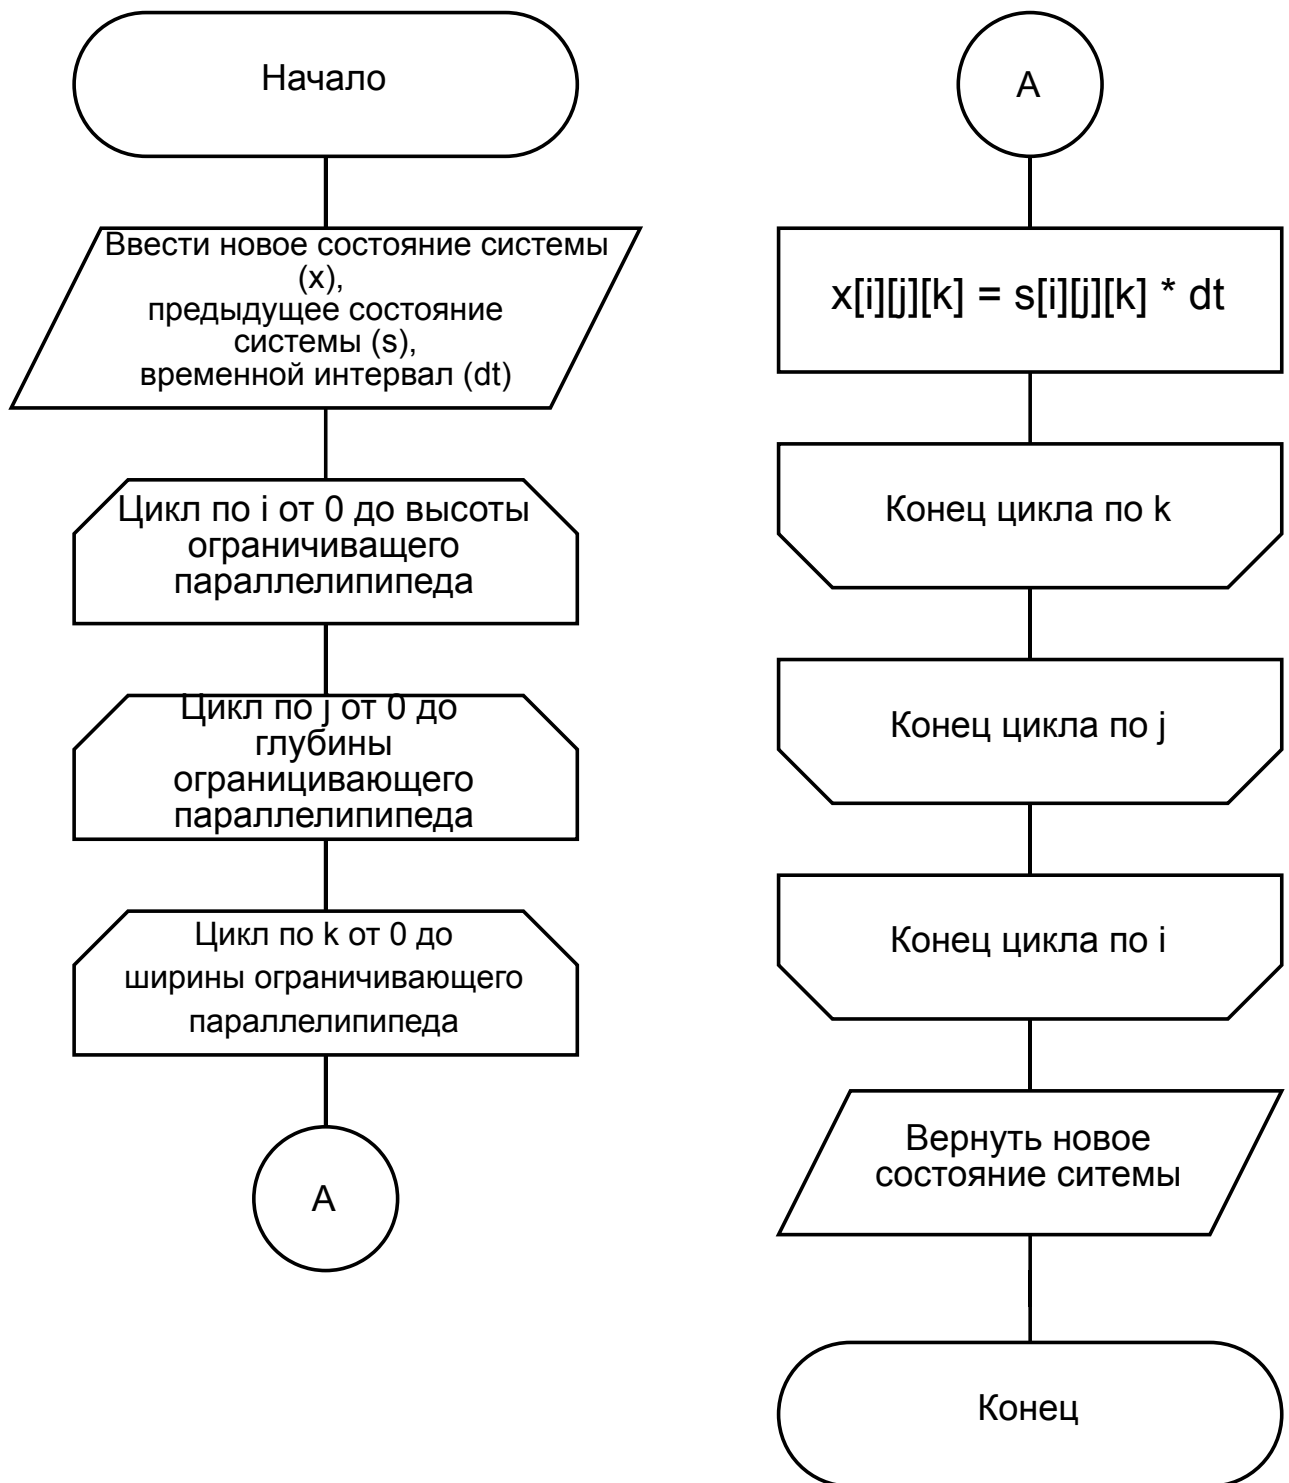 Начало
Ввести новое состояние системы
(x),
предыдущее состояние
системы (s),
временной интервал (dt)
Цикл по i от 0 до высоты
ограничиващего
параллелипипеда
Цикл по j от 0 до
глубины
ограницивающего
параллелипипеда
Цикл по k от 0 до
ширины ограничивающего
параллелипипеда
А
А
x[i][j][k] = s[i][j][k] * dt
Конец цикла по k
Конец цикла по j
Конец цикла по i
Вернуть новое
состояние ситемы
Конец